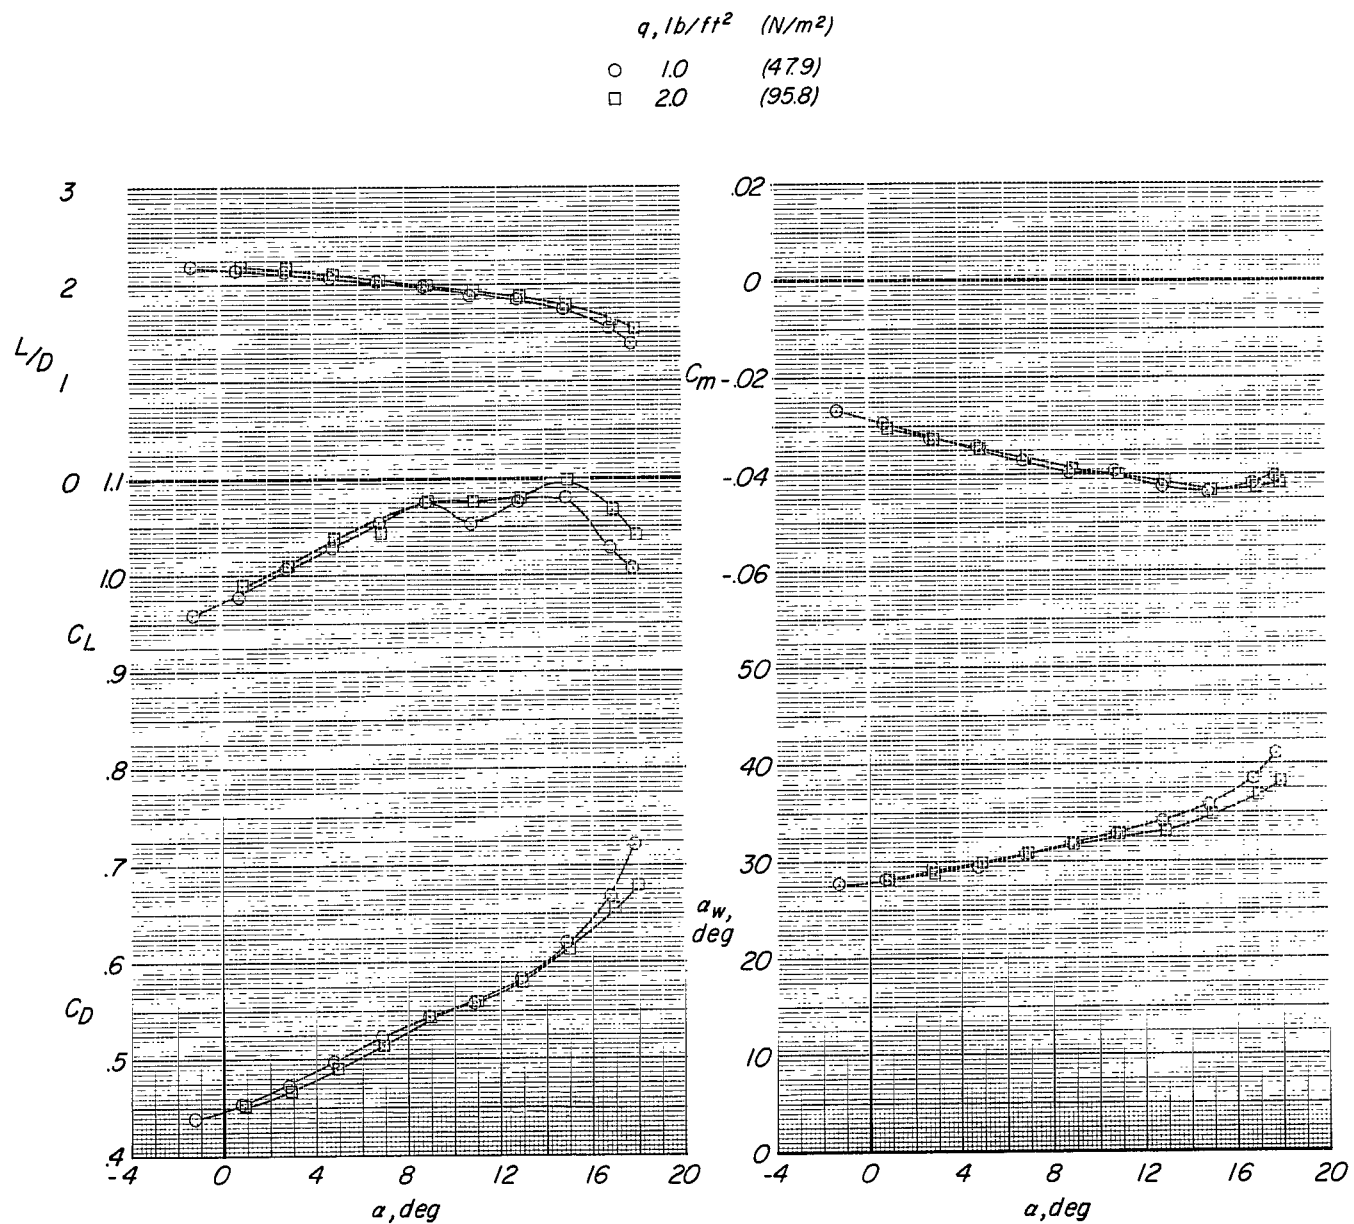 q, lb/ft² (N/m²)
○ 1.0 (47.9)
□ 2.0 (95.8)
3
2
L/D
1
0
1.1
1.0
C_L
.9
.8
.7
.6
C_D
.5
.4
-4 0 4 8 12 16 20
α, deg
.02
0
C_m -.02
-.04
-.06
50
40
30
α_w,
deg
20
10
0
-4 0 4 8 12 16 20
α, deg